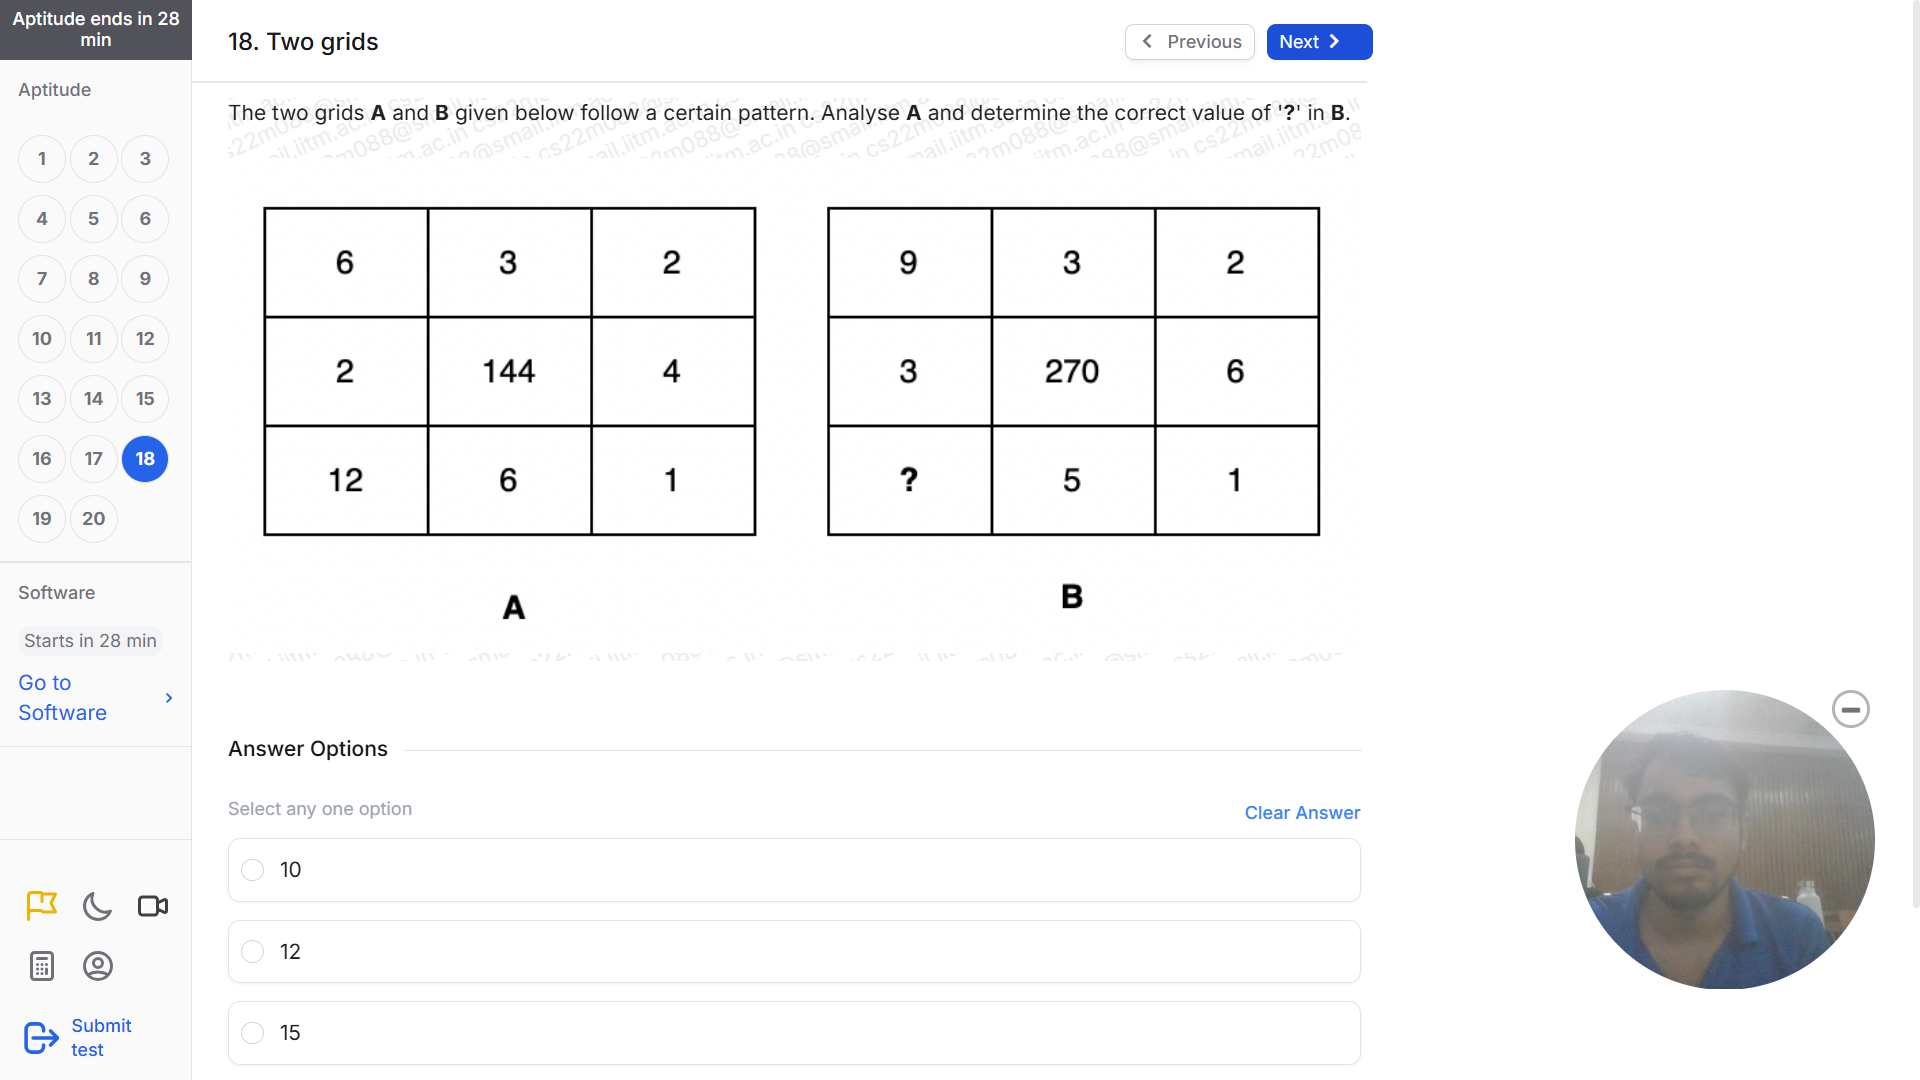 Aptitude ends in 28 min
18. Two grids
Previous
Next
Aptitude
The two grids A and B given below follow a certain pattern. Analyse A and determine the correct value of '?' in B.
1 2 3
4 5 6
7 8 9
10 11 12
13 14 15
16 17 18
19 20
6 3 2
2 144 4
12 6 1
A
9 3 2
3 270 6
? 5 1
B
Software
Starts in 28 min
Go to
Software
Answer Options
Select any one option
Clear Answer
10
12
15
Submit
test